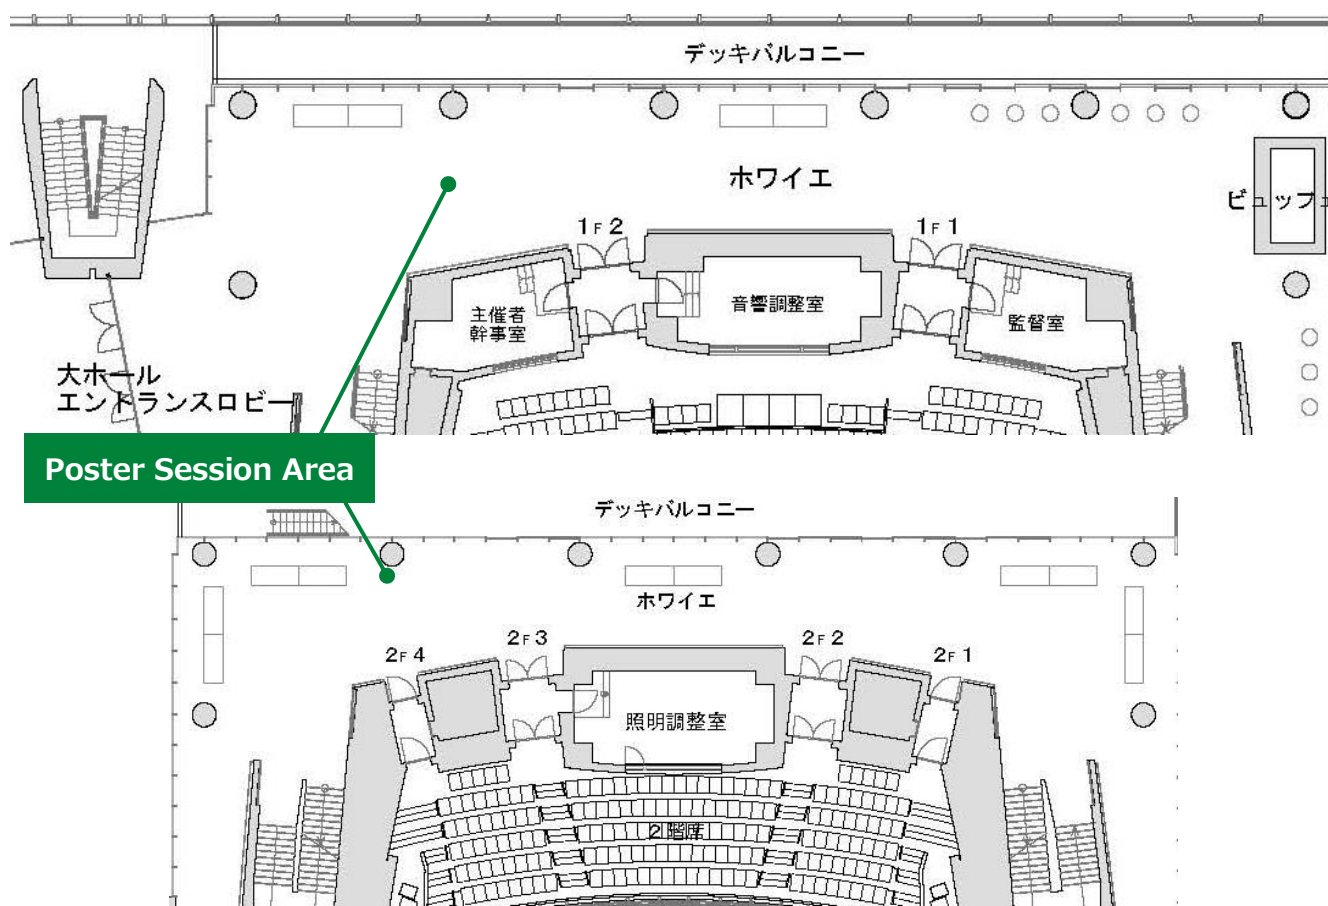 デッキバルコニー
ホワイエ
ビュッフェ
1F 2
1F 1
主催者
幹事室
音響調整室
監督室
大ホール
エントランスロビー
Poster Session Area
デッキバルコニー
ホワイエ
2F 4
2F 3
2F 2
2F 1
照明調整室
2階席